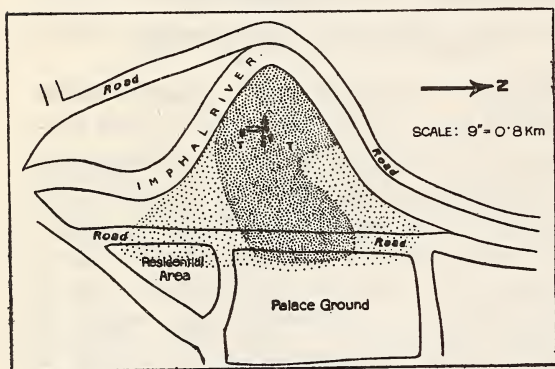 Road
IMPHAL RIVER.
N
SCALE: 9"= 0·8 Km
T T
Road
Road
Road
Residential
Area
Palace Ground